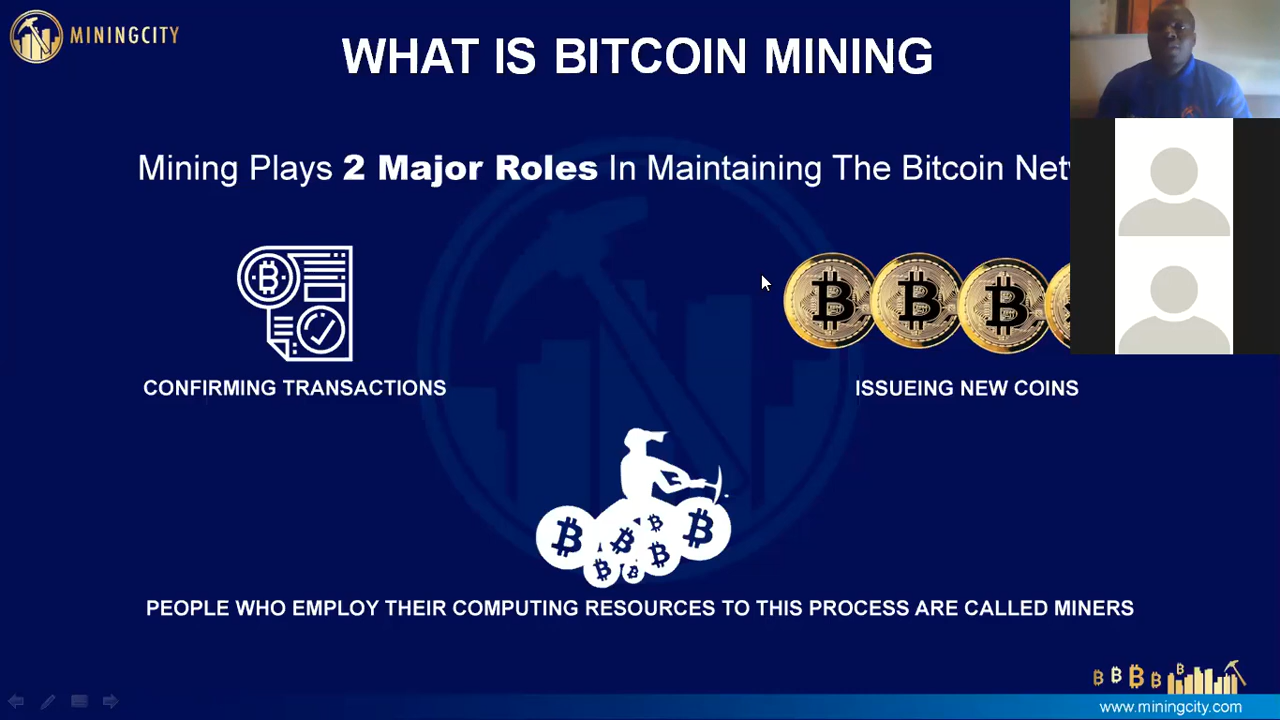 MININGCITY
WHAT IS BITCOIN MINING
Mining Plays 2 Major Roles In Maintaining The Bitcoin
CONFIRMING TRANSACTIONS
ISSUEING NEW COINS
PEOPLE WHO EMPLOY THEIR COMPUTING RESOURCES TO THIS PROCESS ARE CALLED MINERS
www.miningcity.com